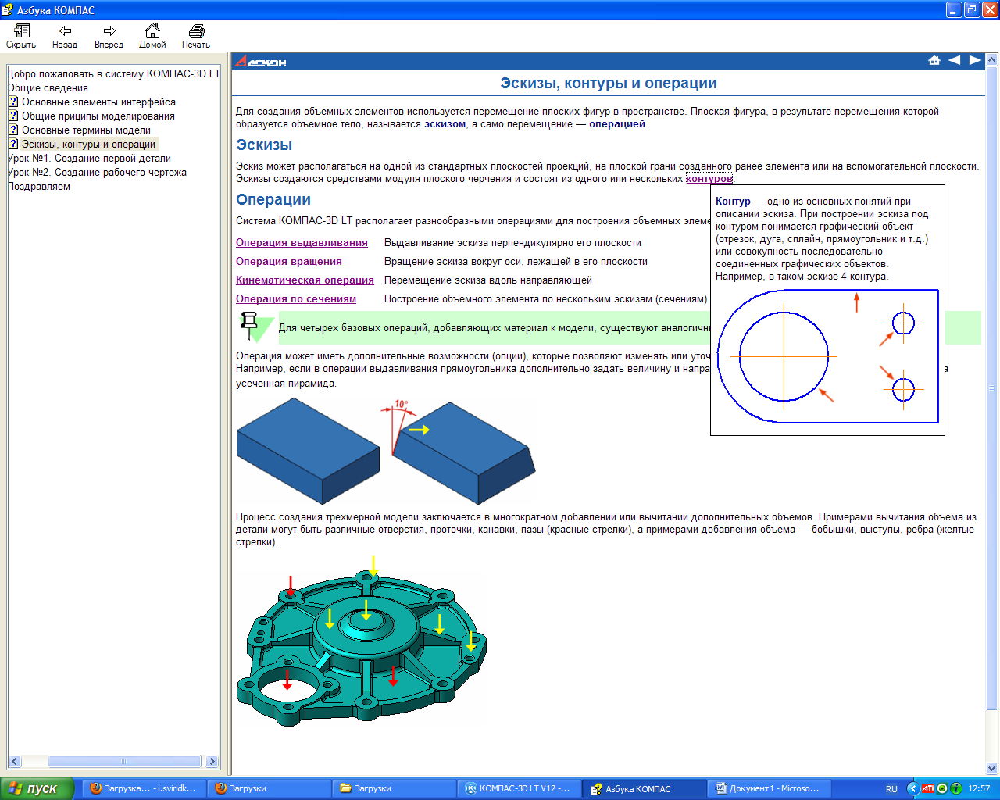 Азбука КОМПАС
Скрыть
Назад
Вперед
Домой
Печать
Добро пожаловать в систему КОМПАС-3D LT
Общие сведения
Основные элементы интерфейса
Общие приципы моделирования
Основные термины модели
Эскизы, контуры и операции
Урок №1. Создание первой детали
Урок №2. Создание рабочего чертежа
Поздравляем
Аскон
Эскизы, контуры и операции
Для создания объемных элементов используется перемещение плоских фигур в пространстве. Плоская фигура, в результате перемещения которой
образуется объемное тело, называется эскизом, а само перемещение — операцией.
Эскизы
Эскиз может располагаться на одной из стандартных плоскостей проекций, на плоской грани созданного ранее элемента или на вспомогательной плоскости.
Эскизы создаются средствами модуля плоского черчения и состоят из одного или нескольких контуров.
Операции
Система КОМПАС-3D LT располагает разнообразными операциями для построения объемных элеме
Операция выдавливания Выдавливание эскиза перпендикулярно его плоскости
Операция вращения Вращение эскиза вокруг оси, лежащей в его плоскости
Кинематическая операция Перемещение эскиза вдоль направляющей
Операция по сечениям Построение объемного элемента по нескольким эскизам (сечениям)
Для четырех базовых операций, добавляющих материал к модели, существуют аналогичн
Операция может иметь дополнительные возможности (опции), которые позволяют изменять или уточ
Например, если в операции выдавливания прямоугольника дополнительно задать величину и напра а
усеченная пирамида.
Контур — одно из основных понятий при
описании эскиза. При построении эскиза под
контуром понимается графический объект
(отрезок, дуга, сплайн, прямоугольник и т.д.)
или совокупность последовательно
соединенных графических объектов.
Например, в таком эскизе 4 контура.
10°
Процесс создания трехмерной модели заключается в многократном добавлении или вычитании дополнительных объемов. Примерами вычитания объема из
детали могут быть различные отверстия, проточки, канавки, пазы (красные стрелки), а примерами добавления объема — бобышки, выступы, ребра (желтые
стрелки).
пуск
Загрузка... - i.sviridk...
Загрузки
Загрузки
КОМПАС-3D LT V12 -...
Азбука КОМПАС
Документ1 - Microso...
RU
ATI
12:57